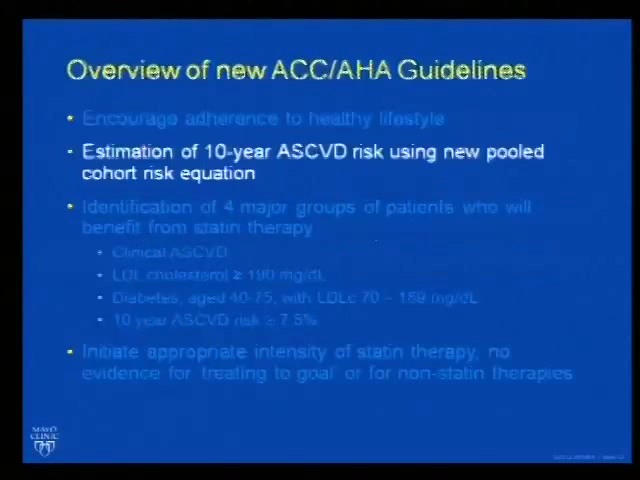 Overview of new ACC/AHA Guidelines
• Encourage adherence to healthy lifestyle
• Estimation of 10-year ASCVD risk using new pooled
cohort risk equation
• Identification of 4 major groups of patients who will
benefit from statin therapy
• Clinical ASCVD
• LDL cholesterol ≥ 190 mg/dL
• Diabetes, aged 40-75, with LDLc 70 – 189 mg/dL
• 10 year ASCVD risk ≥ 7.5%
• Initiate appropriate intensity of statin therapy, no
evidence for 'treating to goal' or for non-statin therapies
MAYO
CLINIC